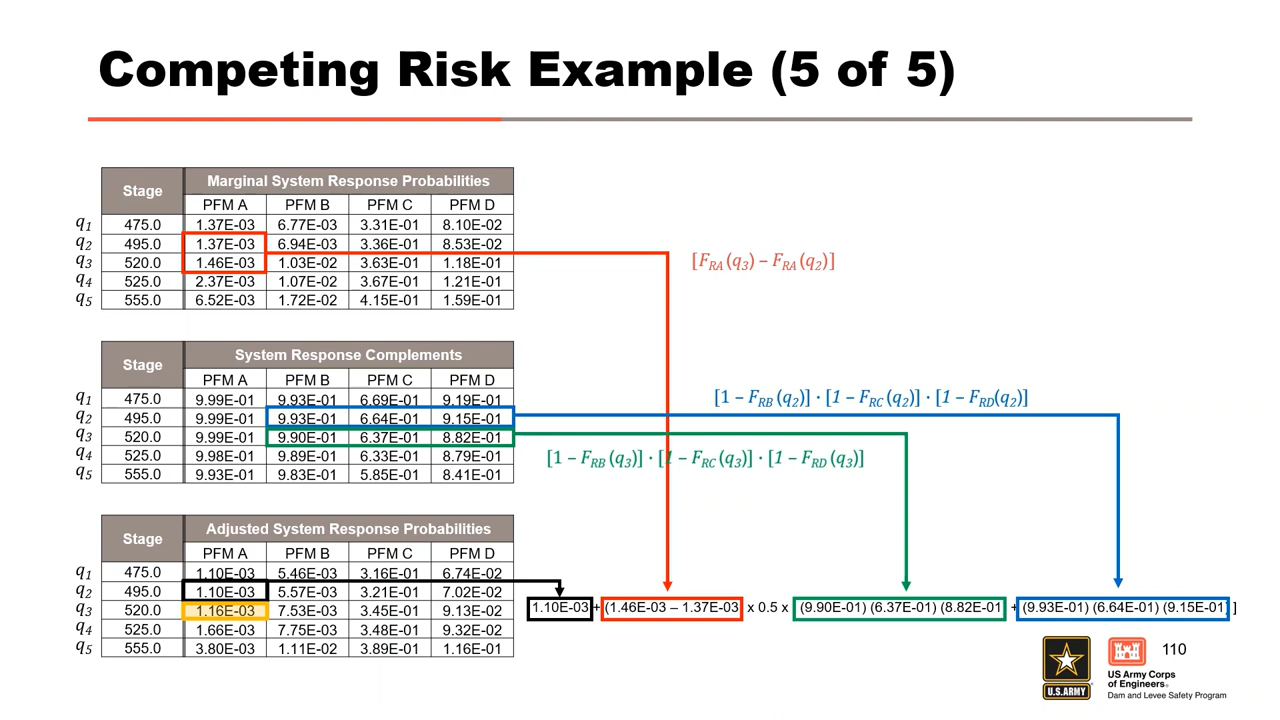 Competing Risk Example (5 of 5)
Stage Marginal System Response Probabilities
PFM A PFM B PFM C PFM D
q1 475.0 1.37E-03 6.77E-03 3.31E-01 8.10E-02
q2 495.0 1.37E-03 6.94E-03 3.36E-01 8.53E-02
q3 520.0 1.46E-03 1.03E-02 3.63E-01 1.18E-01
q4 525.0 2.37E-03 1.07E-02 3.67E-01 1.21E-01
q5 555.0 6.52E-03 1.72E-02 4.15E-01 1.59E-01
[FRA(q3) – FRA(q2)]
Stage System Response Complements
PFM A PFM B PFM C PFM D
q1 475.0 9.99E-01 9.93E-01 6.69E-01 9.19E-01
q2 495.0 9.99E-01 9.93E-01 6.64E-01 9.15E-01
q3 520.0 9.99E-01 9.90E-01 6.37E-01 8.82E-01
q4 525.0 9.98E-01 9.89E-01 6.33E-01 8.79E-01
q5 555.0 9.93E-01 9.83E-01 5.85E-01 8.41E-01
[1 – FRB (q2)] · [1 – FRC(q2)] · [1 – FRD(q2)]
[1 – FRB (q3)] · [1 – FRC (q3)] · [1 – FRD (q3)]
Stage Adjusted System Response Probabilities
PFM A PFM B PFM C PFM D
q1 475.0 1.10E-03 5.46E-03 3.16E-01 6.74E-02
q2 495.0 1.10E-03 5.57E-03 3.21E-01 7.02E-02
q3 520.0 1.16E-03 7.53E-03 3.45E-01 9.13E-02
q4 525.0 1.66E-03 7.75E-03 3.48E-01 9.32E-02
q5 555.0 3.80E-03 1.11E-02 3.89E-01 1.16E-01
1.10E-03 + (1.46E-03 – 1.37E-03 x 0.5 x (9.90E-01) (6.37E-01) (8.82E-01 + (9.93E-01) (6.64E-01) (9.15E-01) ]
U.S.ARMY
US Army Corps
of Engineers®
Dam and Levee Safety Program
110